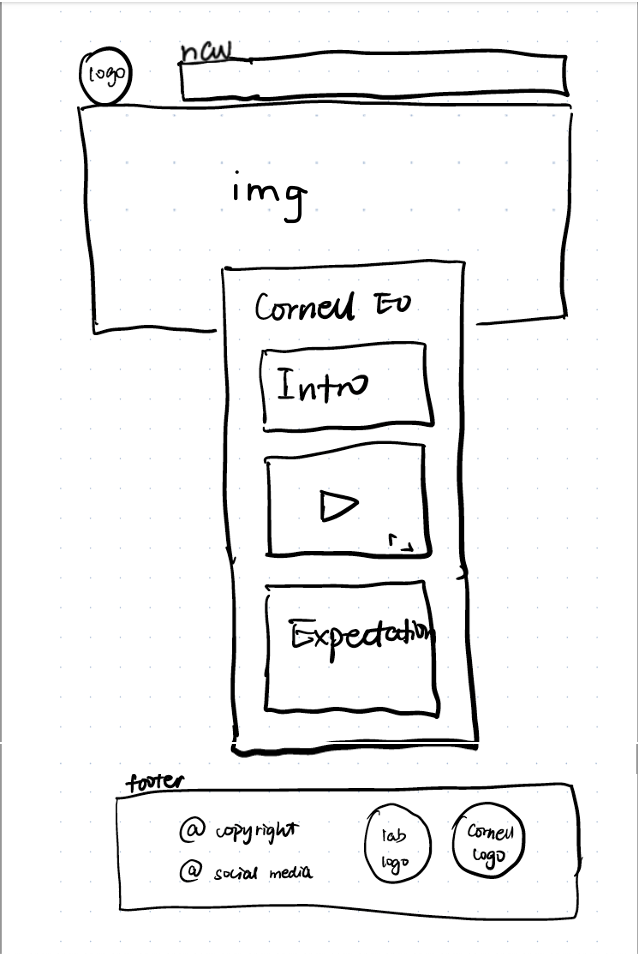 nav
logo
img
Cornell EO
Intro
Expectation
footer
@ copyright
@ social media
lab
logo
Cornell
Logo